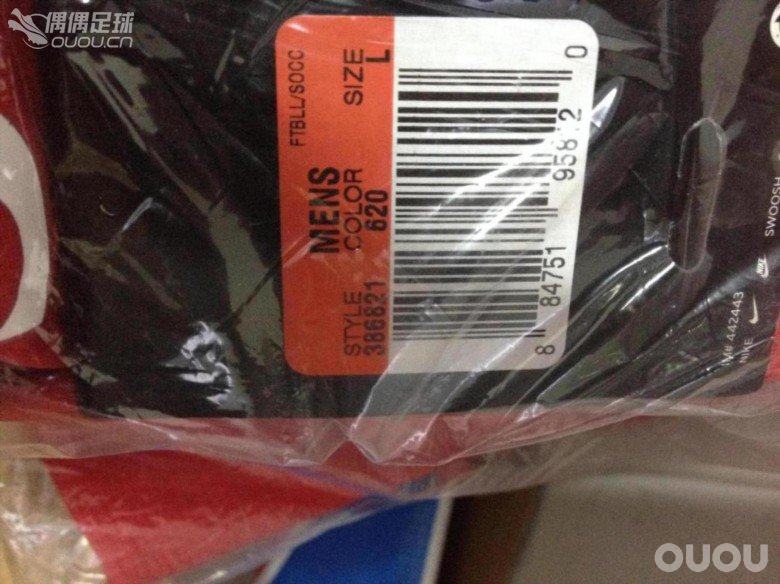 偶偶足球
OUOU.CN
FTBLL/SOCC
MENS
STYLE COLOR SIZE
386821 620 L
8 84751 95812 0
SWOOSH
NIKE
OUOU